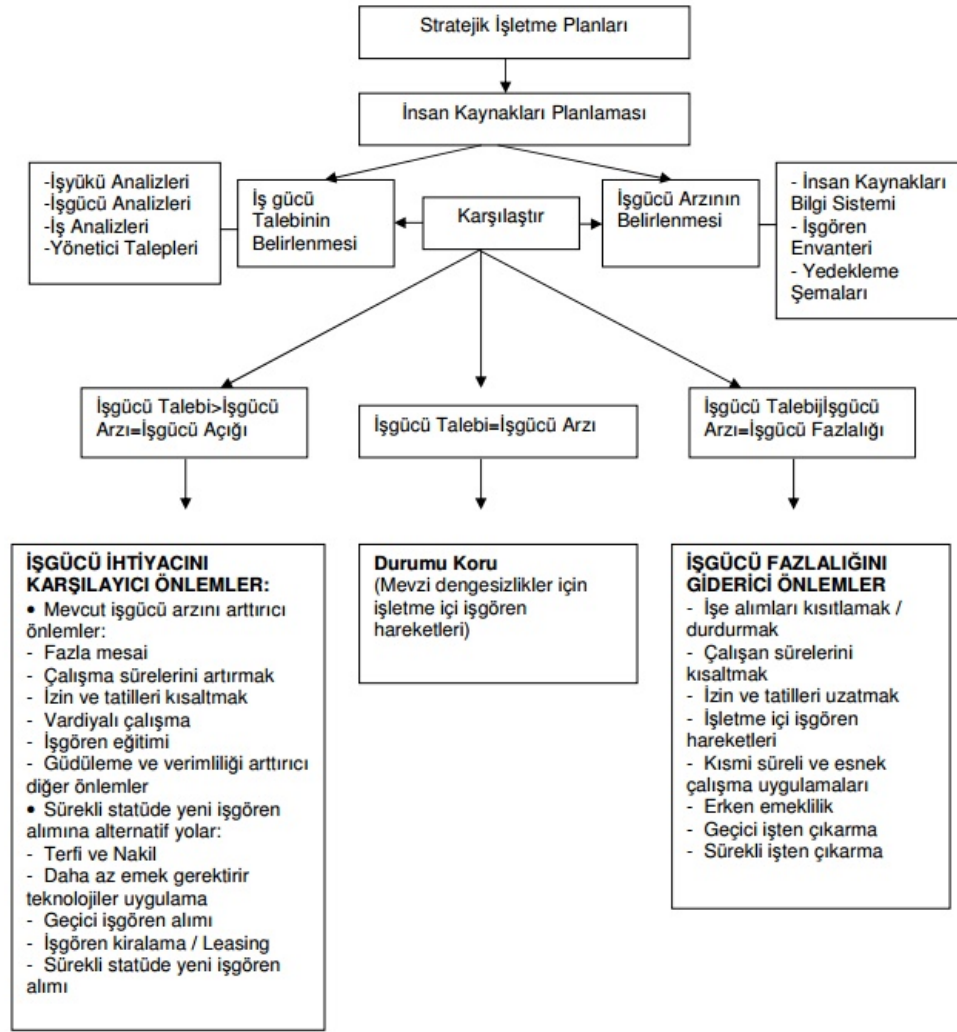 Stratejik İşletme Planları
İnsan Kaynakları Planlaması
-İşyükü Analizleri
-İşgücü Analizleri
-İş Analizleri
-Yönetici Talepleri
İş gücü
Talebinin
Belirlenmesi
Karşılaştır
İşgücü Arzının
Belirlenmesi
- İnsan Kaynakları
Bilgi Sistemi
- İşgören
Envanteri
- Yedekleme
Şemaları
İşgücü Talebi>İşgücü
Arzı=İşgücü Açığı
İşgücü Talebi=İşgücü Arzı
İşgücü Talebijİşgücü
Arzı=İşgücü Fazlalığı
İŞGÜCÜ İHTİYACINI
KARŞILAYICI ÖNLEMLER:
• Mevcut işgücü arzını arttırıcı
önlemler:
- Fazla mesai
- Çalışma sürelerini artırmak
- İzin ve tatilleri kısaltmak
- Vardiyalı çalışma
- İşgören eğitimi
- Güdüleme ve verimliliği arttırıcı
diğer önlemler
• Sürekli statüde yeni işgören
alımına alternatif yolar:
- Terfi ve Nakil
- Daha az emek gerektirir
teknolojiler uygulama
- Geçici işgören alımı
- İşgören kiralama / Leasing
- Sürekli statüde yeni işgören
alımı
Durumu Koru
(Mevzi dengesizlikler için
işletme içi işgören
hareketleri)
İŞGÜCÜ FAZLALIĞINI
GİDERİCİ ÖNLEMLER
- İşe alımları kısıtlamak /
durdurmak
- Çalışan sürelerini
kısaltmak
- İzin ve tatilleri uzatmak
- İşletme içi işgören
hareketleri
- Kısmi süreli ve esnek
çalışma uygulamaları
- Erken emeklilik
- Geçici işten çıkarma
- Sürekli işten çıkarma